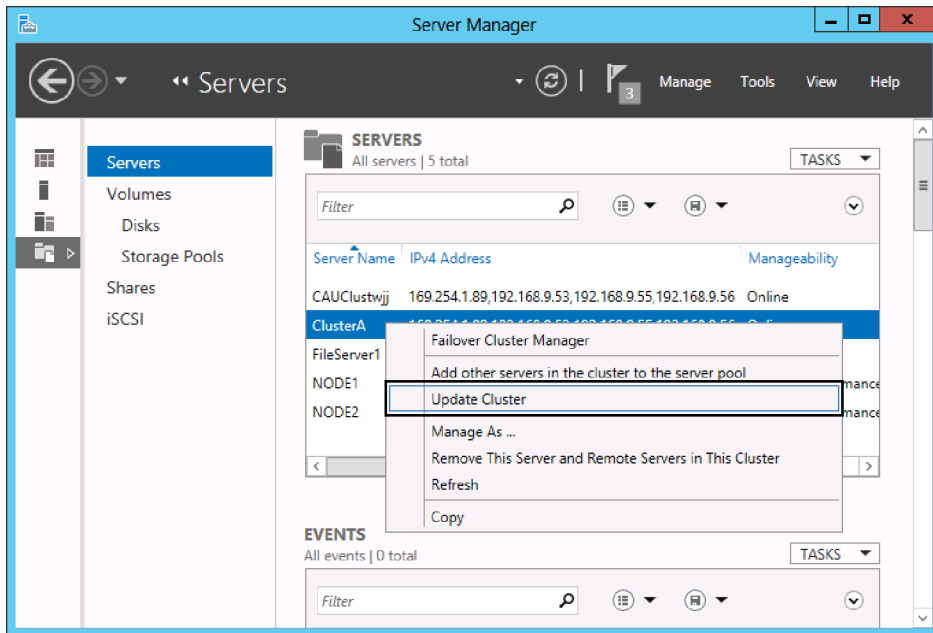 Server Manager
Servers
3
Manage Tools View Help
Servers
Volumes
Disks
Storage Pools
Shares
iSCSI
SERVERS
All servers | 5 total
TASKS
Filter
Server Name IPv4 Address Manageability
CAUClustwjj 169.254.1.89,192.168.9.53,192.168.9.55,192.168.9.56 Online
ClusterA
FileServer1
NODE1 mance
NODE2 mance
Failover Cluster Manager
Add other servers in the cluster to the server pool
Update Cluster
Manage As ...
Remove This Server and Remote Servers in This Cluster
Refresh
Copy
EVENTS
All events | 0 total
TASKS
Filter